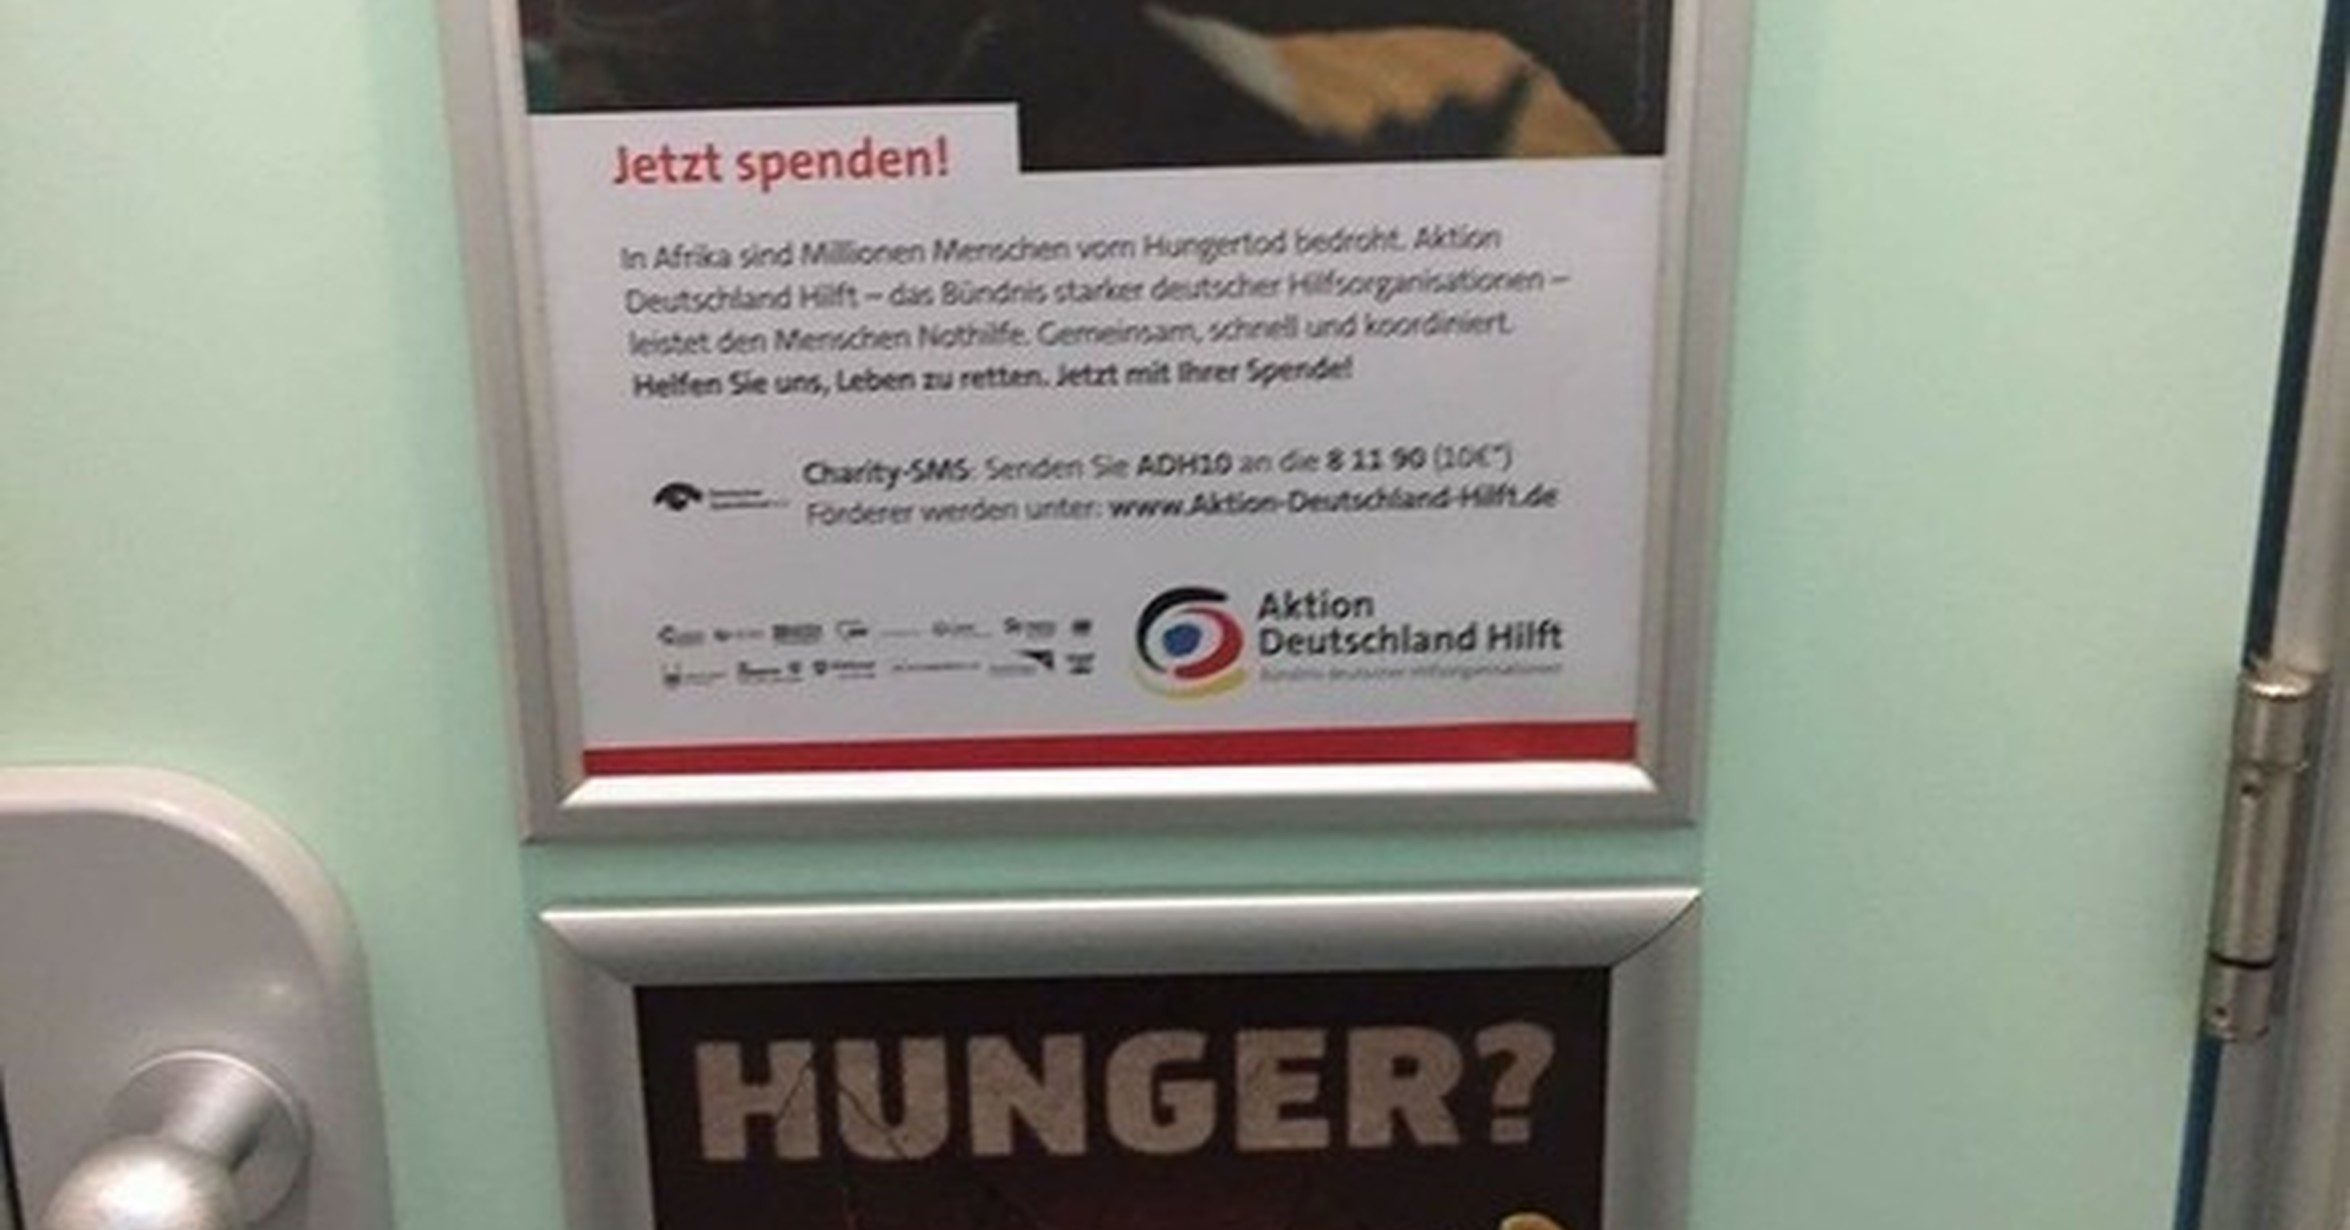 Jetzt spenden!
In Afrika sind Millionen Menschen vom Hungertod bedroht. Aktion
Deutschland Hilft – das Bündnis starker deutscher Hilfsorganisationen –
leistet den Menschen Nothilfe. Gemeinsam, schnell und koordiniert.
Helfen Sie uns, Leben zu retten. Jetzt mit Ihrer Spende!
Charity-SMS: Senden Sie ADH10 an die 8 11 90 (10€*)
Förderer werden unter: www.Aktion-Deutschland-Hilft.de
Aktion
Deutschland Hilft
Bündnis deutscher Hilfsorganisationen
HUNGER?